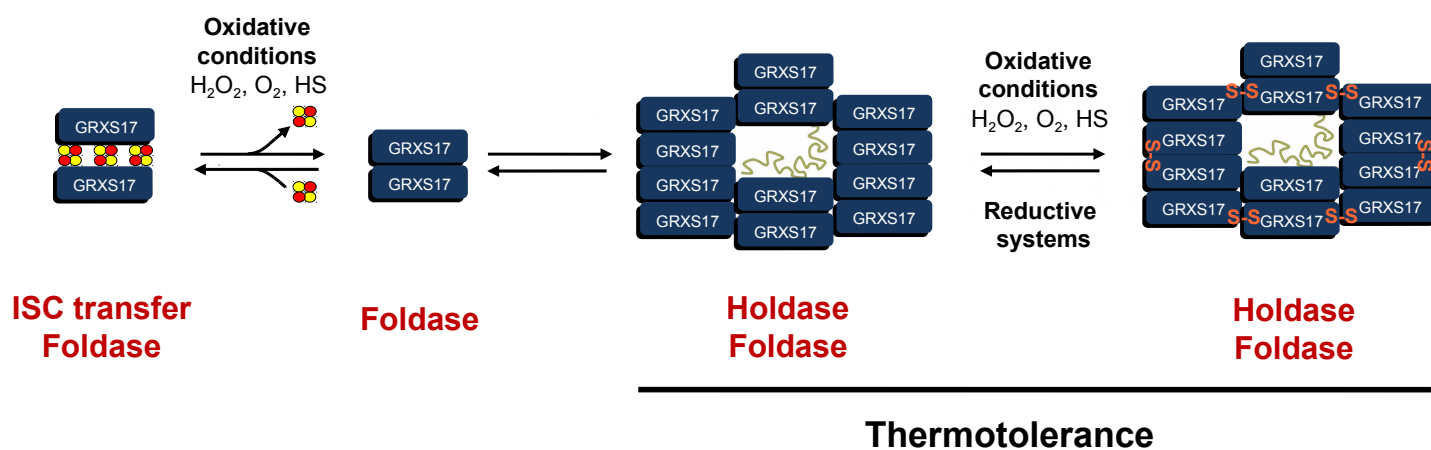 GRXS17
GRXS17
ISC transfer
Foldase
Oxidative
conditions
H₂O₂, O₂, HS
GRXS17
GRXS17
Foldase
GRXS17
GRXS17
GRXS17
GRXS17
GRXS17
GRXS17
GRXS17
GRXS17
GRXS17
GRXS17
GRXS17
GRXS17
Holdase
Foldase
Oxidative
conditions
H₂O₂, O₂, HS
Reductive
systems
GRXS17
S-S
GRXS17
S-S
GRXS17
GRXS17
GRXS17
GRXS17
S-S
S-S
GRXS17
GRXS17
GRXS17
GRXS17
S-S
GRXS17
S-S
GRXS17
Holdase
Foldase
Thermotolerance